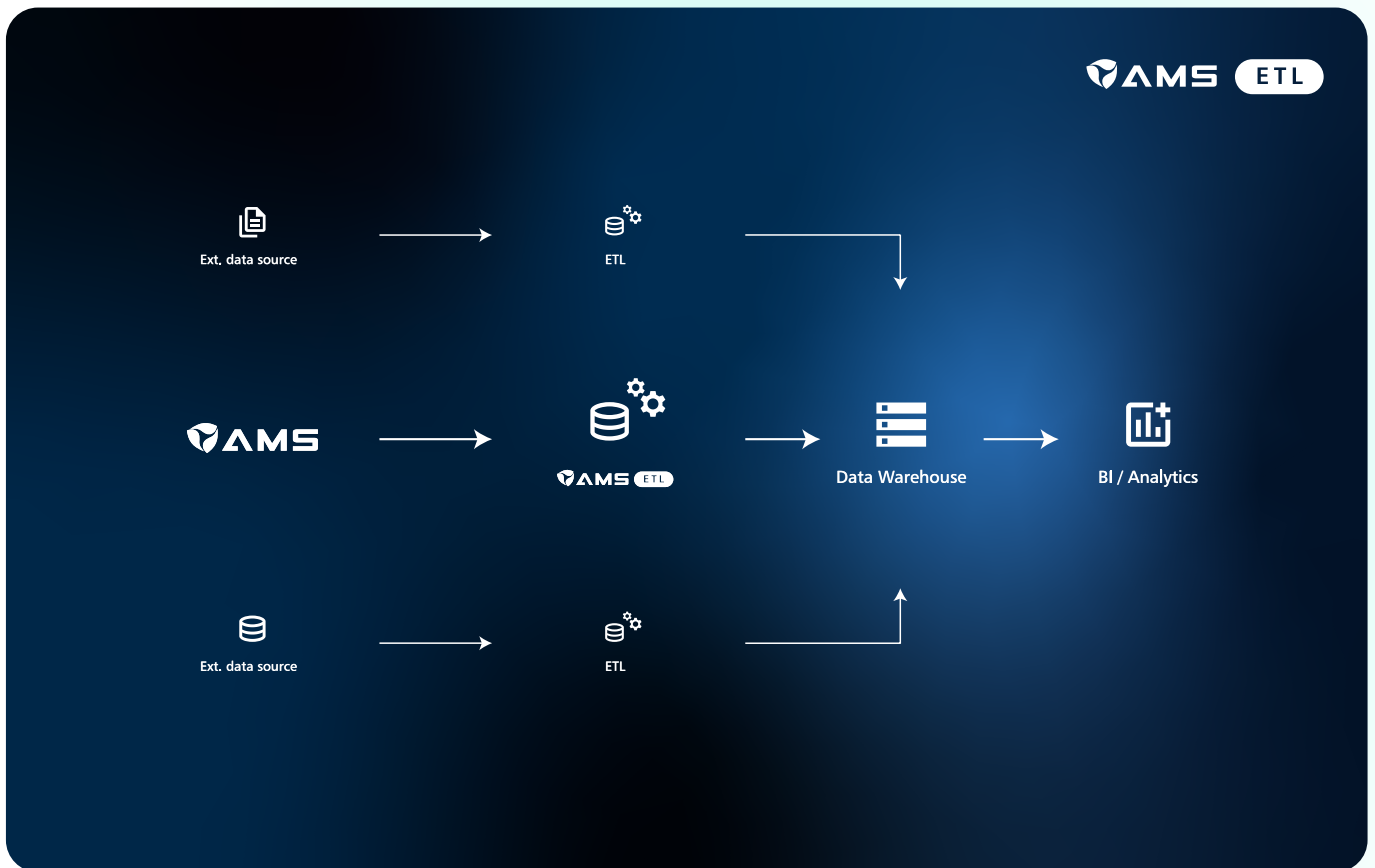 AMS ETL
Ext. data source
ETL
AMS
AMS ETL
Data Warehouse
BI / Analytics
Ext. data source
ETL